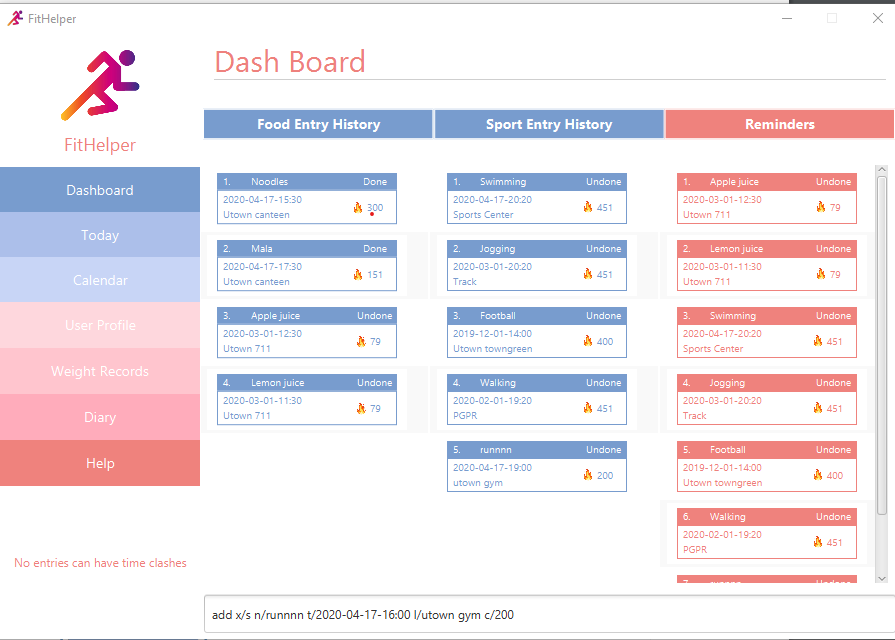 FitHelper
Dash Board
FitHelper
Dashboard
Today
Calendar
User Profile
Weight Records
Diary
Help
No entries can have time clashes
Food Entry History
1. Noodles Done
2020-04-17-15:30
300
Utown canteen
2. Mala Done
2020-04-17-17:30
151
Utown canteen
3. Apple juice Undone
2020-03-01-12:30
79
Utown 711
4. Lemon juice Undone
2020-03-01-11:30
79
Utown 711
Sport Entry History
1. Swimming Undone
2020-04-17-20:20
451
Sports Center
2. Jogging Undone
2020-03-01-20:20
451
Track
3. Football Undone
2019-12-01-14:00
400
Utown towngreen
4. Walking Undone
2020-02-01-19:20
451
PGPR
5. runnnn Undone
2020-04-17-19:00
200
utown gym
Reminders
1. Apple juice Undone
2020-03-01-12:30
79
Utown 711
2. Lemon juice Undone
2020-03-01-11:30
79
Utown 711
3. Swimming Undone
2020-04-17-20:20
451
Sports Center
4. Jogging Undone
2020-03-01-20:20
451
Track
5. Football Undone
2019-12-01-14:00
400
Utown towngreen
6. Walking Undone
2020-02-01-19:20
451
PGPR
add x/s n/runnnn t/2020-04-17-16:00 l/utown gym c/200